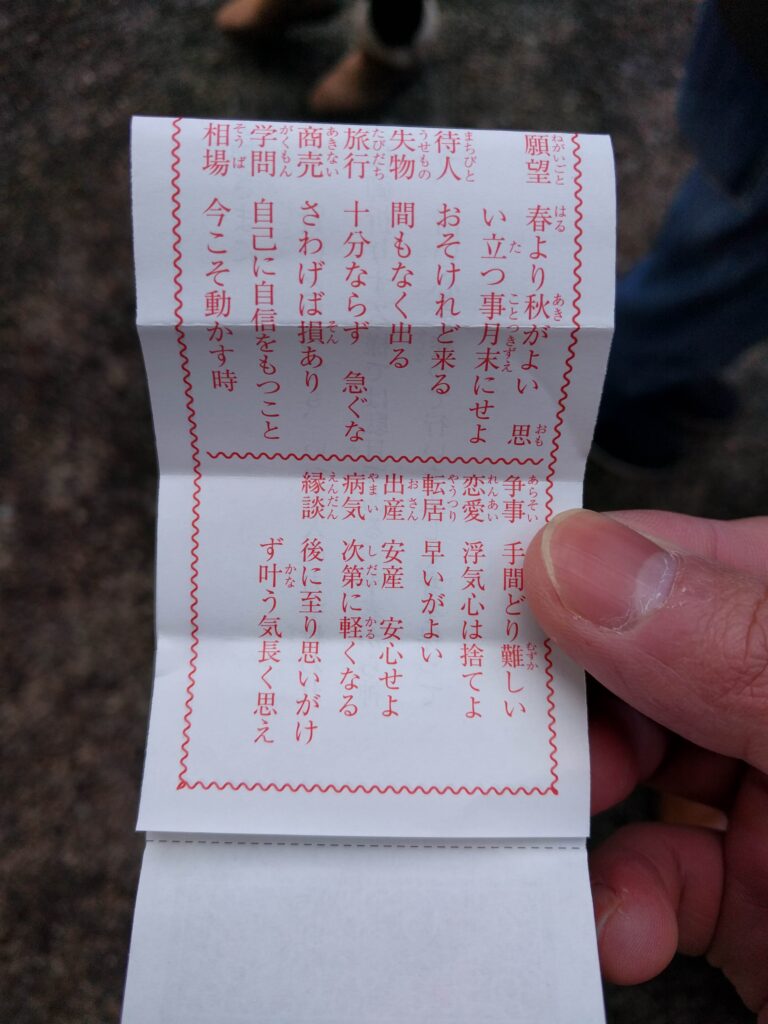 願望 春より秋がよい 思
い立つ事月末にせよ
待人 おそけれど来る
失物 間もなく出る
旅行 十分ならず 急ぐな
商売 さわげば損あり
学問 自己に自信をもつこと
相場 今こそ動かす時
争事 手間どり難しい
恋愛 浮気心は捨てよ
転居 早いがよい
出産 安産 安心せよ
病気 次第に軽くなる
縁談 後に至り思いがけ
ず叶う気長く思え